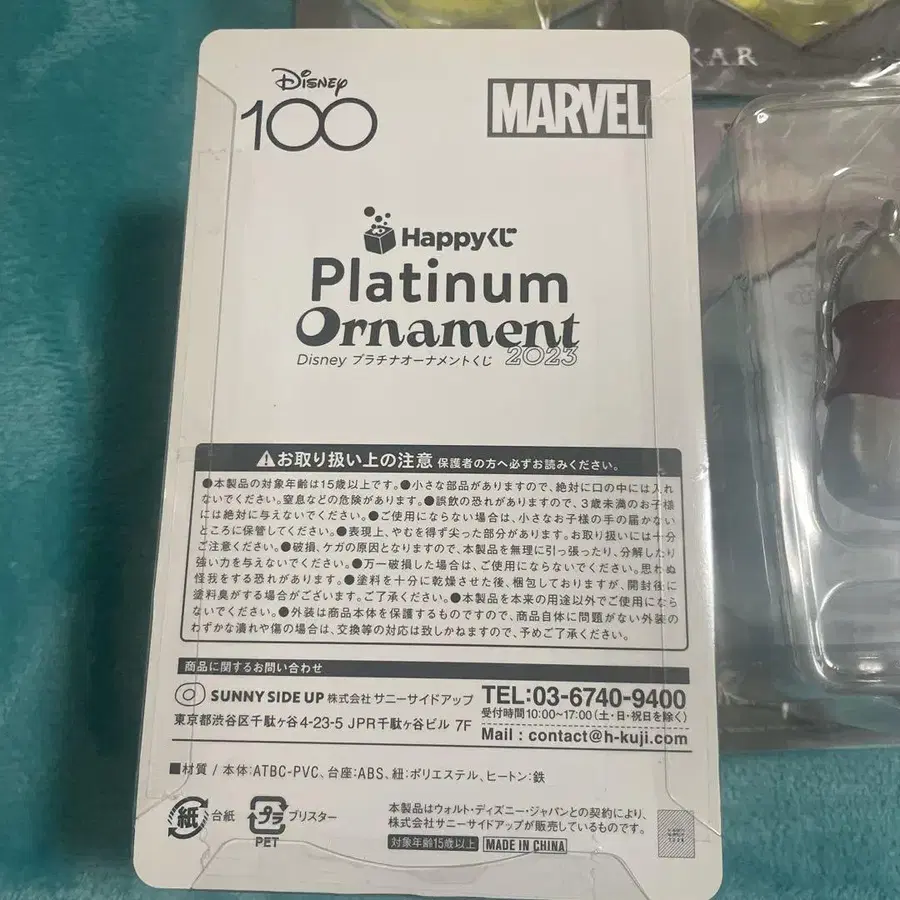 KAR
Disney
100
MARVEL
Happyくじ
Platinum
Ornament
2023
Disney プラチナオーナメントくじ
⚠お取り扱い上の注意 保護者の方へ必ずお読みください。
●本製品の対象年齢は15歳以上です。●小さな部品がありますので、絶対に口の中には入れ
ないでください。窒息などの危険があります。●誤飲の恐れがありますので、3歳未満のお子様
には絶対に与えないでください。●ご使用にならない場合は、小さなお子様の手の届かない
ところに保管してください。●表現上、やむを得ず尖った部分があります。お取り扱いには十分
ご注意ください。●破損、ケガの原因となりますので、本製品を無理に引っ張ったり、分解したり
強い力を与えないでください。●万一破損した場合は、ご使用にならないでください。思わぬ
怪我をする恐れがあります。●塗料を十分に乾燥させた後、梱包しておりますが、開封後に
塗料臭がする場合がございます。ご了承ください。●本製品を本来の用途以外でご使用になら
ないでください。●外装は商品本体を保護するものですので、商品自体に問題がない外装の
わずかな潰れや傷の場合は、交換等の対応は致しかねますので、予めご了承ください。
商品に関するお問い合わせ
SUNNY SIDE UP 株式会社 サニーサイドアップ
東京都渋谷区千駄ヶ谷4-23-5 JPR千駄ヶ谷ビル 7F
TEL:03-6740-9400
受付時間10:00~17:00(土・日・祝日を除く)
Mail : contact@h-kuji.com
■材質 / 本体:ATBC-PVC、台座:ABS、紐:ポリエステル、ヒートン:鉄
紙 台紙
プラ ブリスター
PET
本製品はウォルト・ディズニー・ジャパンとの契約により、
株式会社サニーサイドアップが販売しているものです。
対象年齢15歳以上 MADE IN CHINA